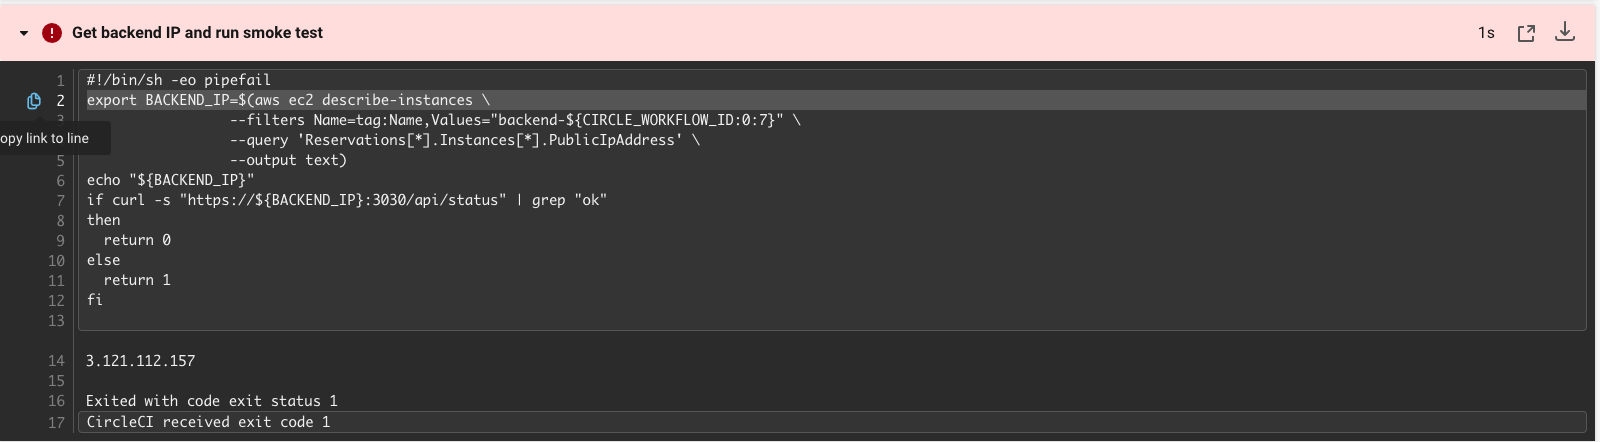 Get backend IP and run smoke test 1s
1 #!/bin/sh -eo pipefail
2 export BACKEND_IP=$(aws ec2 describe-instances \
3 --filters Name=tag:Name,Values="backend-${CIRCLE_WORKFLOW_ID:0:7}" \
opy link to line --query 'Reservations[*].Instances[*].PublicIpAddress' \
5 --output text)
6 echo "${BACKEND_IP}"
7 if curl -s "https://${BACKEND_IP}:3030/api/status" | grep "ok"
8 then
9 return 0
10 else
11 return 1
12 fi
13
14 3.121.112.157
15
16 Exited with code exit status 1
17 CircleCI received exit code 1